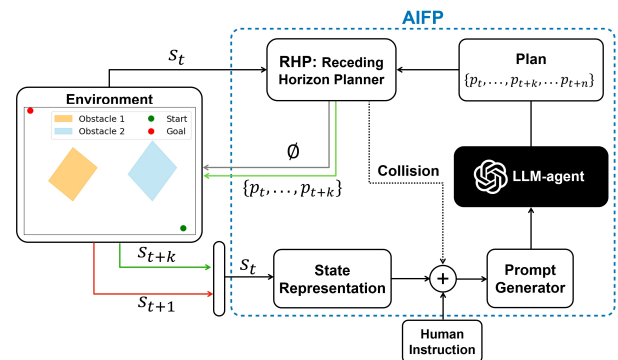 AIFP
s_t
RHP: Receding
Horizon Planner
Plan
{p_t, . . . , p_{t+k}, . . . p_{t+n}}
Environment
Obstacle 1
Start
Obstacle 2
Goal
∅
{p_t, . . . , p_{t+k}}
Collision
LLM-agent
s_{t+k}
s_{t+1}
s_t
State
Representation
+
Prompt
Generator
Human
Instruction